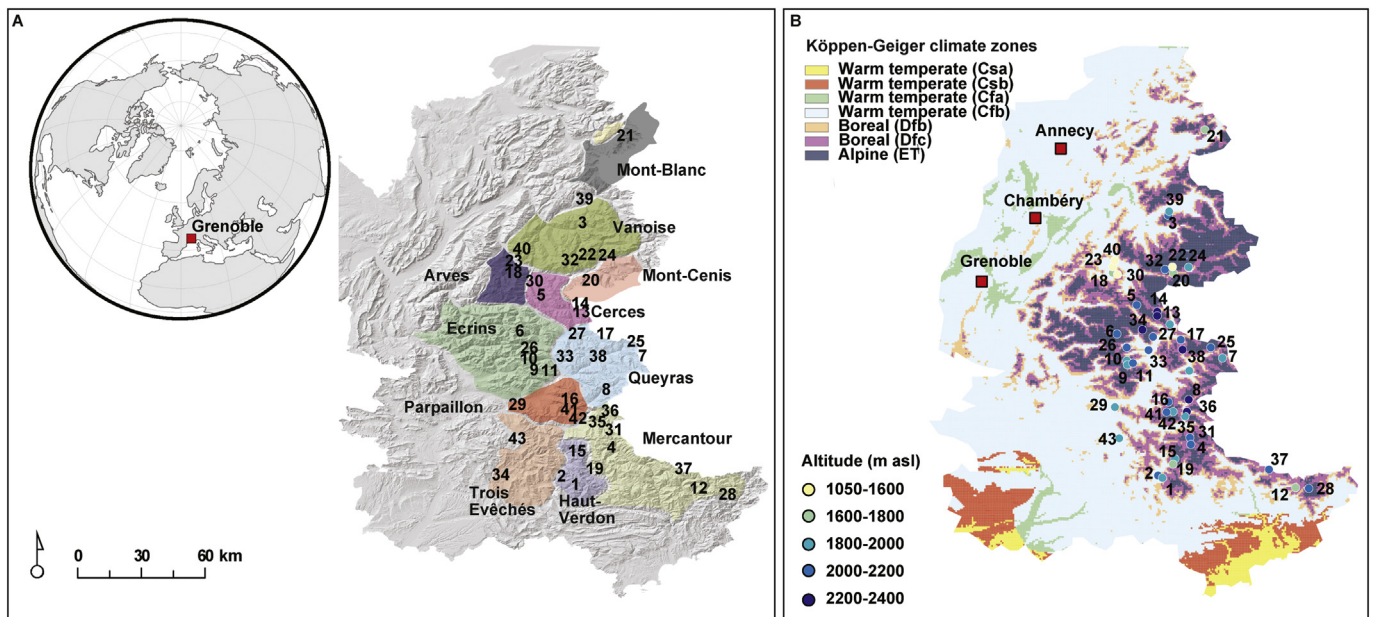 A
Grenoble
21
Mont-Blanc
39
3
Vanoise
40
23
18
32 22 24
Arves
Mont-Cenis
30
20
5
14
13
Cerces
Ecrins
6
27
17
25
26
10
33
38
7
9
11
Queyras
8
Parpaillon
29
16
41
42
36
35
31
43
Mercantour
15
4
34
2
1
19
37
12
28
Trois
Evêchés
Haut-
Verdon
0 30 60 km
B
Köppen-Geiger climate zones
Warm temperate (Csa)
Warm temperate (Csb)
Warm temperate (Cfa)
Warm temperate (Cfb)
Boreal (Dfb)
Boreal (Dfc)
Alpine (ET)
Annecy
21
Chambéry
39
3
Grenoble
40
23
18
30
32
22
24
20
5
14
13
34
6
27
17
25
26
10
33
38
7
9
11
8
29
16
41
42
36
35
31
43
15
4
2
1
19
37
12
28
Altitude (m asl)
1050-1600
1600-1800
1800-2000
2000-2200
2200-2400